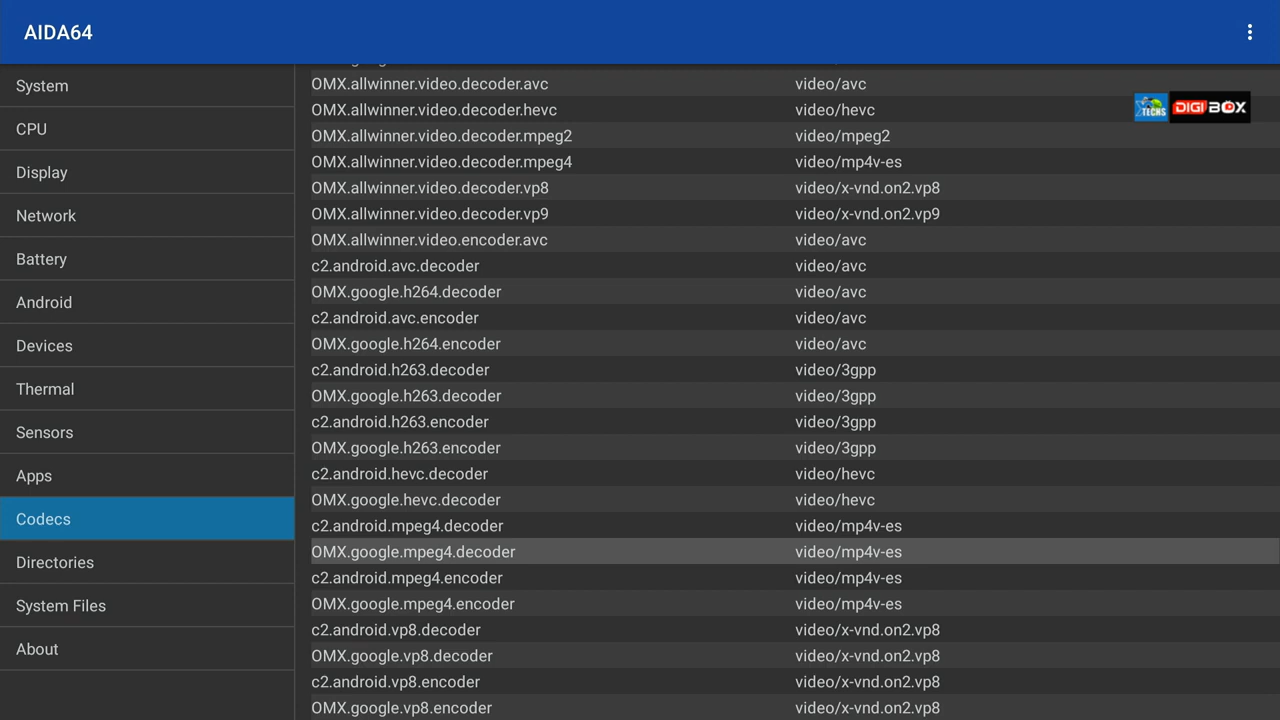 AIDA64
System
CPU
Display
Network
Battery
Android
Devices
Thermal
Sensors
Apps
Codecs
Directories
System Files
About
OMX.allwinner.video.decoder.avc video/avc
OMX.allwinner.video.decoder.hevc video/hevc
OMX.allwinner.video.decoder.mpeg2 video/mpeg2
OMX.allwinner.video.decoder.mpeg4 video/mp4v-es
OMX.allwinner.video.decoder.vp8 video/x-vnd.on2.vp8
OMX.allwinner.video.decoder.vp9 video/x-vnd.on2.vp9
OMX.allwinner.video.encoder.avc video/avc
c2.android.avc.decoder video/avc
OMX.google.h264.decoder video/avc
c2.android.avc.encoder video/avc
OMX.google.h264.encoder video/avc
c2.android.h263.decoder video/3gpp
OMX.google.h263.decoder video/3gpp
c2.android.h263.encoder video/3gpp
OMX.google.h263.encoder video/3gpp
c2.android.hevc.decoder video/hevc
OMX.google.hevc.decoder video/hevc
c2.android.mpeg4.decoder video/mp4v-es
OMX.google.mpeg4.decoder video/mp4v-es
c2.android.mpeg4.encoder video/mp4v-es
OMX.google.mpeg4.encoder video/mp4v-es
c2.android.vp8.decoder video/x-vnd.on2.vp8
OMX.google.vp8.decoder video/x-vnd.on2.vp8
c2.android.vp8.encoder video/x-vnd.on2.vp8
OMX.google.vp8.encoder video/x-vnd.on2.vp8
TECHS DIGIBOX